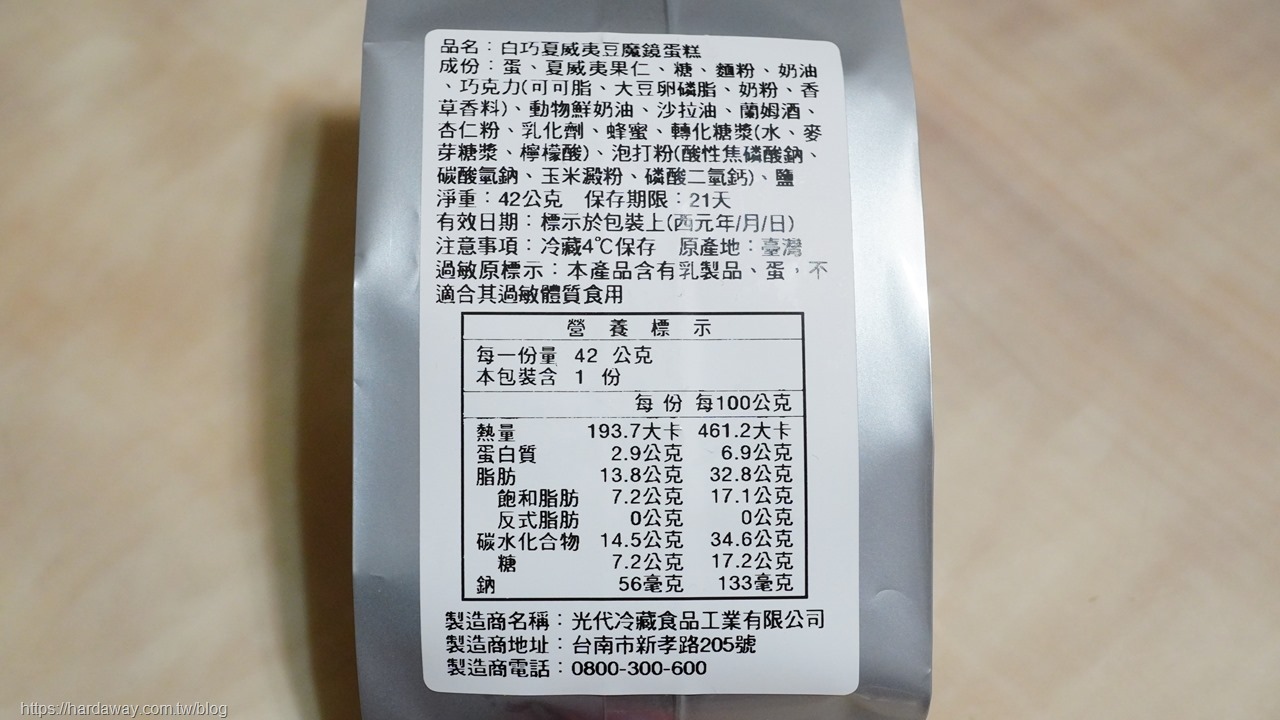 品名：白巧夏威夷豆魔鏡蛋糕
成份：蛋、夏威夷果仁、糖、麵粉、奶油
、巧克力(可可脂、大豆卵磷脂、奶粉、香
草香料)、動物鮮奶油、沙拉油、蘭姆酒、
杏仁粉、乳化劑、蜂蜜、轉化糖漿(水、麥
芽糖漿、檸檬酸)、泡打粉(酸性焦磷酸鈉、
碳酸氫鈉、玉米澱粉、磷酸二氫鈣)、鹽
淨重：42公克 保存期限：21天
有效日期：標示於包裝上(西元年/月/日)
注意事項：冷藏4℃保存 原產地：臺灣
過敏原標示：本產品含有乳製品、蛋，不
適合其過敏體質食用
營養標示
每一份量 42 公克
本包裝含 1 份
每 份 每100公克
熱量 193.7大卡 461.2大卡
蛋白質 2.9公克 6.9公克
脂肪 13.8公克 32.8公克
飽和脂肪 7.2公克 17.1公克
反式脂肪 0公克 0公克
碳水化合物 14.5公克 34.6公克
糖 7.2公克 17.2公克
鈉 56毫克 133毫克
製造商名稱：光代冷藏食品工業有限公司
製造商地址：台南市新孝路205號
製造商電話：0800-300-600
https://hardaway.com.tw/blog